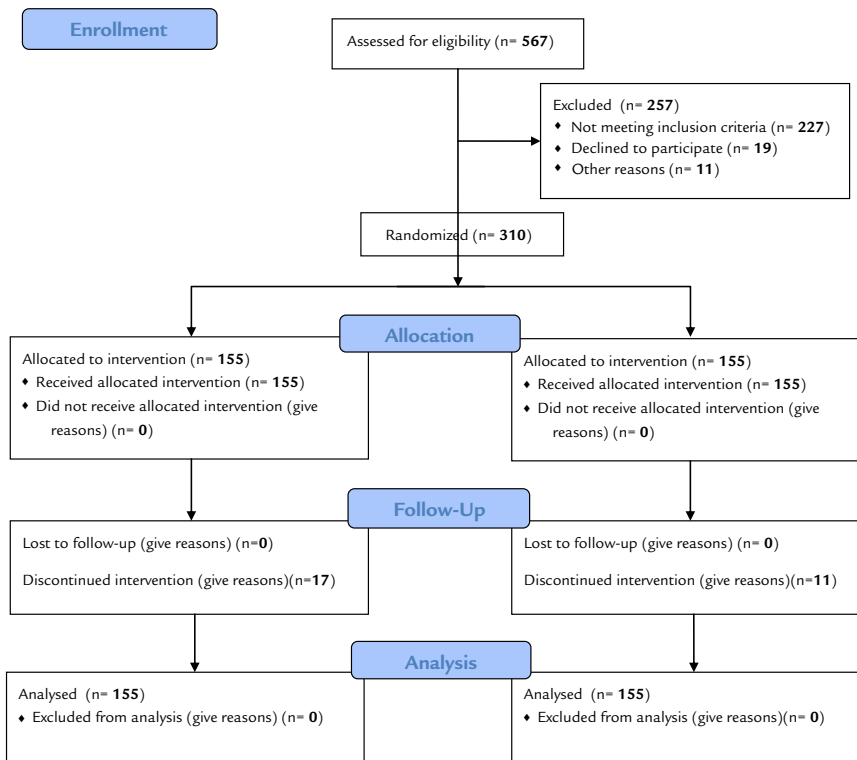 Enrollment
Assessed for eligibility (n= 567)
Excluded (n= 257)
♦ Not meeting inclusion criteria (n= 227)
♦ Declined to participate (n= 19)
♦ Other reasons (n= 11)
Randomized (n= 310)
Allocation
Allocated to intervention (n= 155)
♦ Received allocated intervention (n= 155)
♦ Did not receive allocated intervention (give
reasons) (n= 0)
Allocated to intervention (n= 155)
♦ Received allocated intervention (n= 155)
♦ Did not receive allocated intervention (give
reasons) (n= 0)
Follow-Up
Lost to follow-up (give reasons) (n=0)
Discontinued intervention (give reasons)(n=17)
Lost to follow-up (give reasons) (n= 0)
Discontinued intervention (give reasons)(n=11)
Analysis
Analysed (n= 155)
♦ Excluded from analysis (give reasons) (n= 0)
Analysed (n= 155)
♦ Excluded from analysis (give reasons)(n= 0)